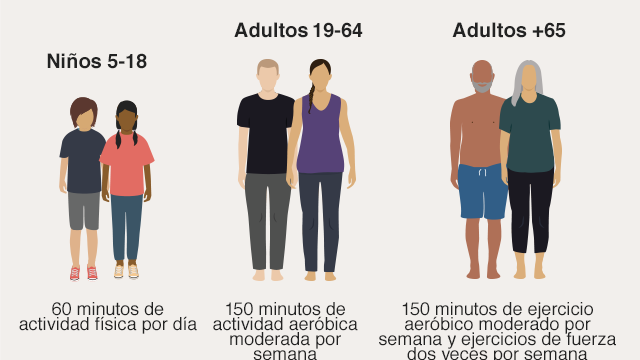 Niños 5-18
Adultos 19-64
Adultos +65
60 minutos de
actividad física por día
150 minutos de
actividad aeróbica
moderada por
semana
150 minutos de ejercicio
aeróbico moderado por
semana y ejercicios de fuerza
dos veces por semana